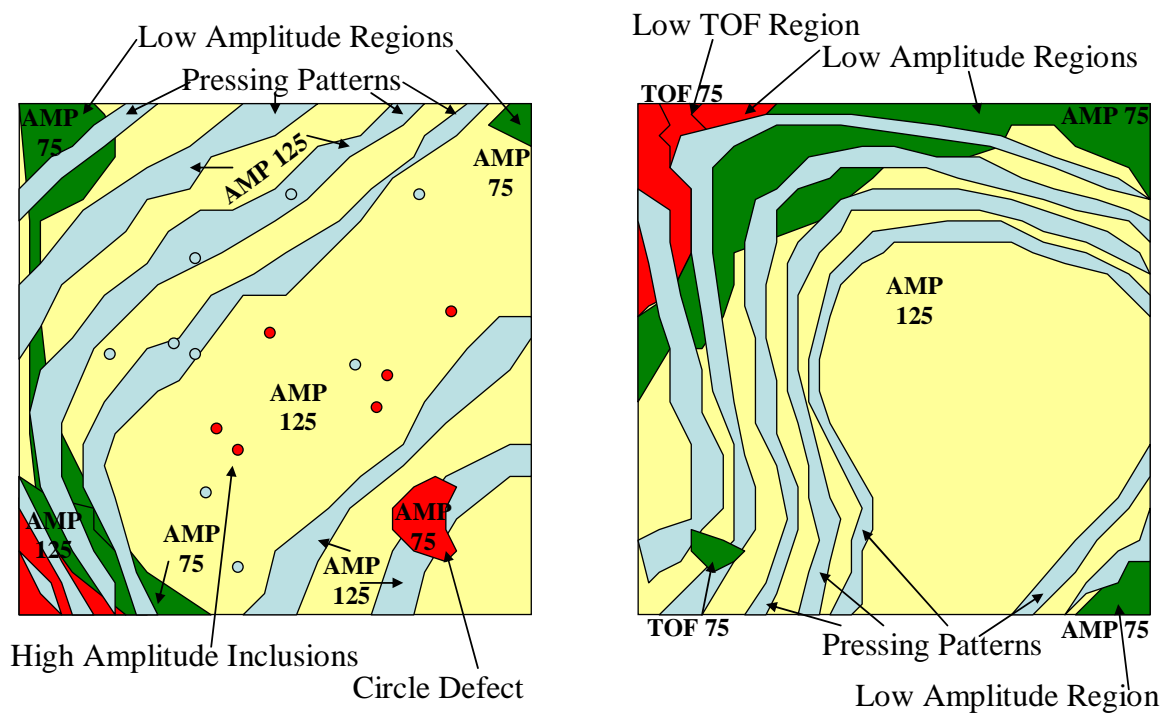 Low Amplitude Regions
Pressing Patterns
AMP
75
AMP 125
AMP
75
AMP
125
AMP
125
AMP
75
AMP
75
AMP
125
High Amplitude Inclusions
Circle Defect
Low TOF Region
Low Amplitude Regions
TOF 75
AMP 75
AMP
125
TOF 75
Pressing Patterns
AMP 75
Low Amplitude Region